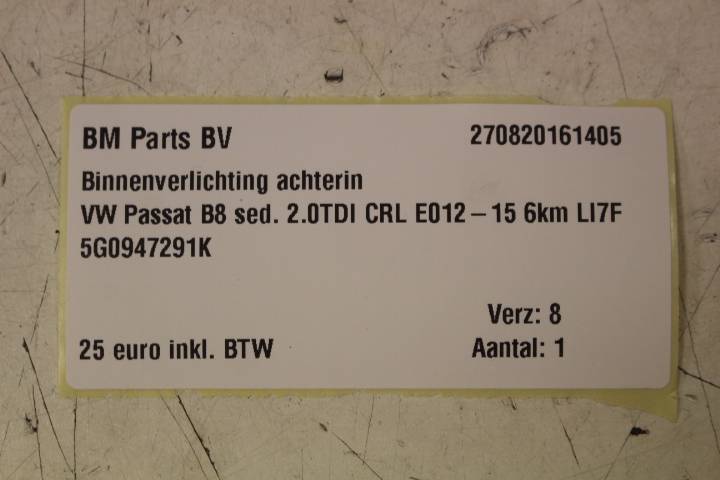 BM Parts BV 270820161405
Binnenverlichting achterin
VW Passat B8 sed. 2.0TDI CRL E012 – 15 6km LI7F
5G0947291K
Verz: 8
25 euro inkl. BTW Aantal: 1